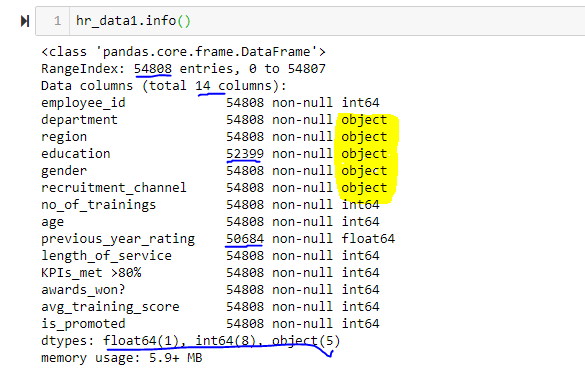 1 hr_data1.info()
<class 'pandas.core.frame.DataFrame'>
RangeIndex: 54808 entries, 0 to 54807
Data columns (total 14 columns):
employee_id 54808 non-null int64
department 54808 non-null object
region 54808 non-null object
education 52399 non-null object
gender 54808 non-null object
recruitment_channel 54808 non-null object
no_of_trainings 54808 non-null int64
age 54808 non-null int64
previous_year_rating 50684 non-null float64
length_of_service 54808 non-null int64
KPIs_met >80% 54808 non-null int64
awards_won? 54808 non-null int64
avg_training_score 54808 non-null int64
is_promoted 54808 non-null int64
dtypes: float64(1), int64(8), object(5)
memory usage: 5.9+ MB